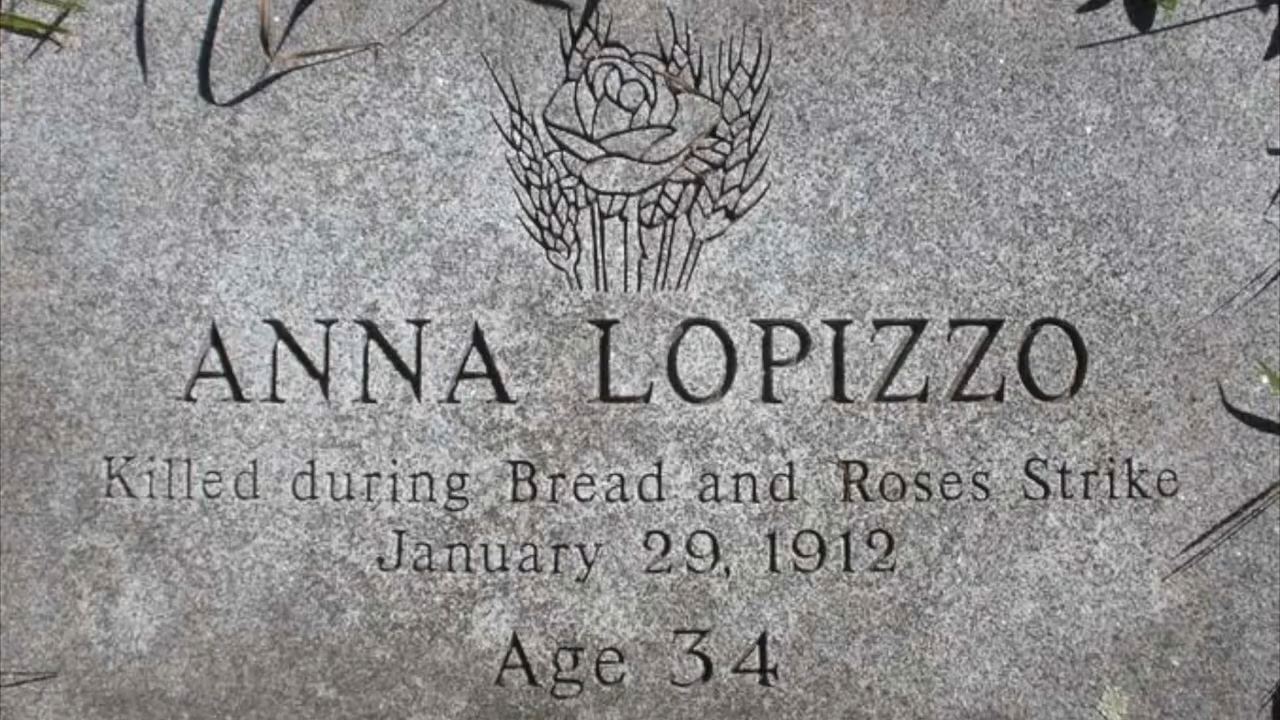 ANNA LOPIZZO
Killed during Bread and Roses Strike
January 29, 1912
Age 34